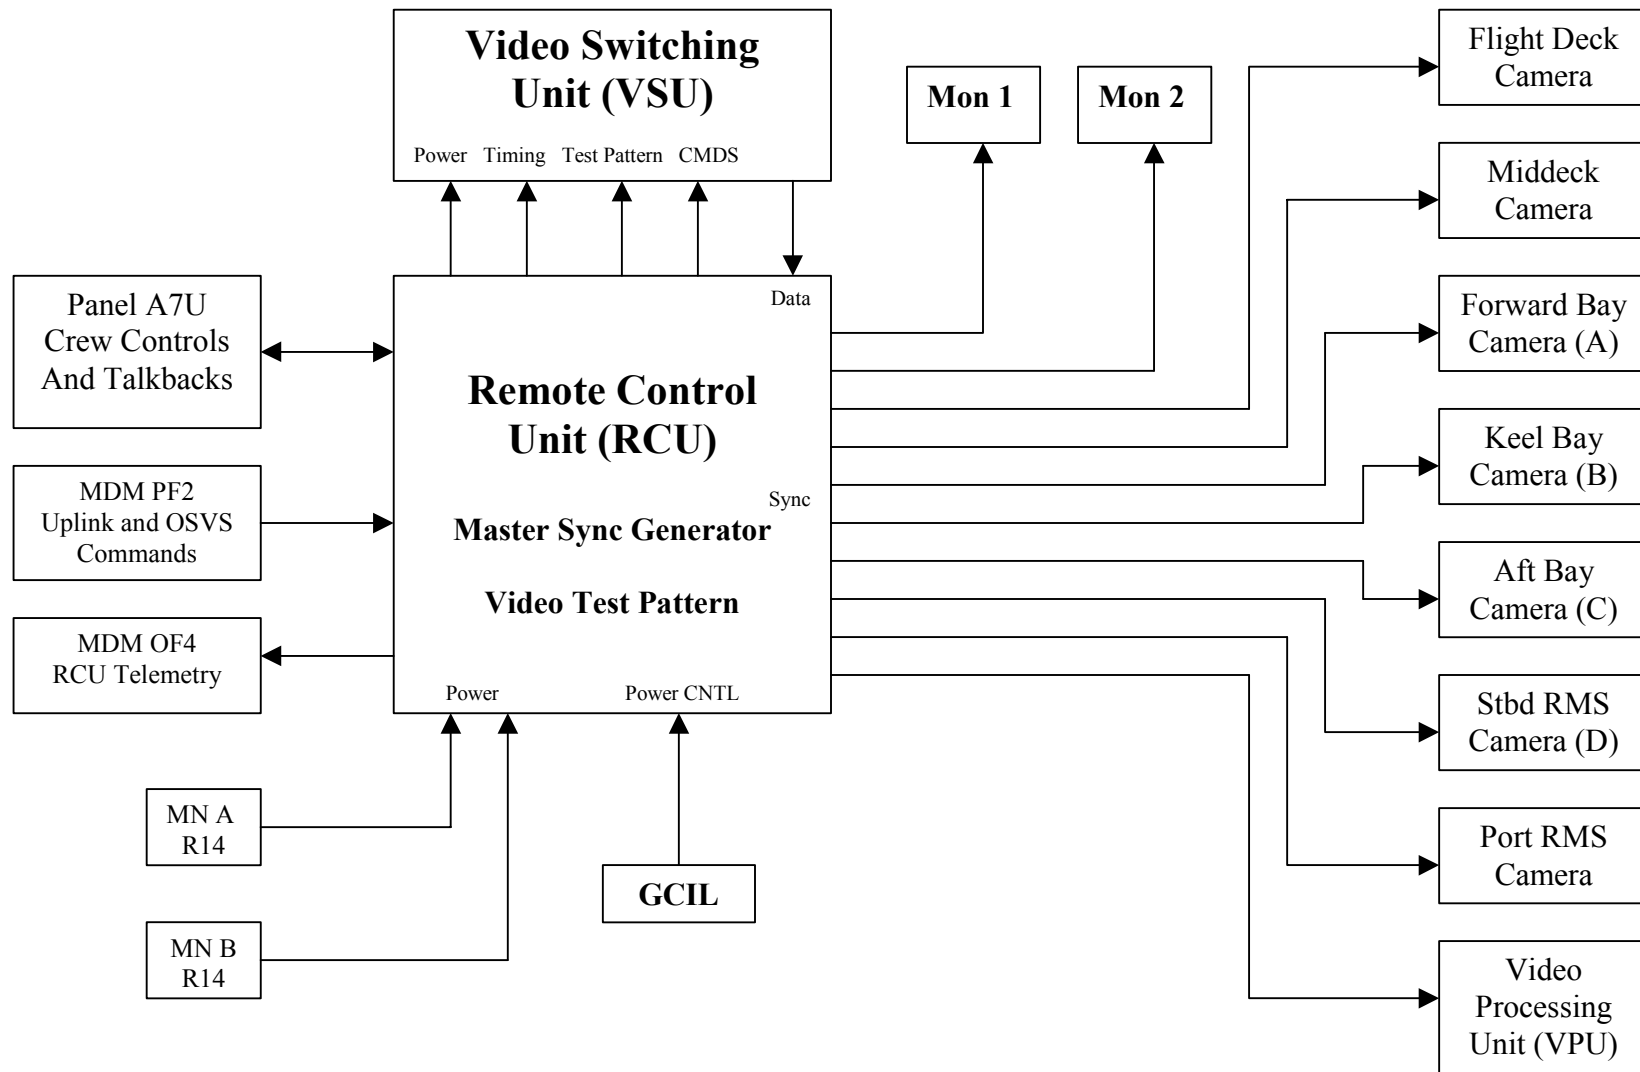 Video Switching
Unit (VSU)
Power Timing Test Pattern CMDS
Mon 1
Mon 2
Flight Deck
Camera
Middeck
Camera
Panel A7U
Crew Controls
And Talkbacks
Data
Remote Control
Unit (RCU)
Sync
Master Sync Generator
Video Test Pattern
Power
Power CNTL
Forward Bay
Camera (A)
Keel Bay
Camera (B)
MDM PF2
Uplink and OSVS
Commands
Aft Bay
Camera (C)
MDM OF4
RCU Telemetry
Stbd RMS
Camera (D)
MN A
R14
Port RMS
Camera
GCIL
MN B
R14
Video
Processing
Unit (VPU)